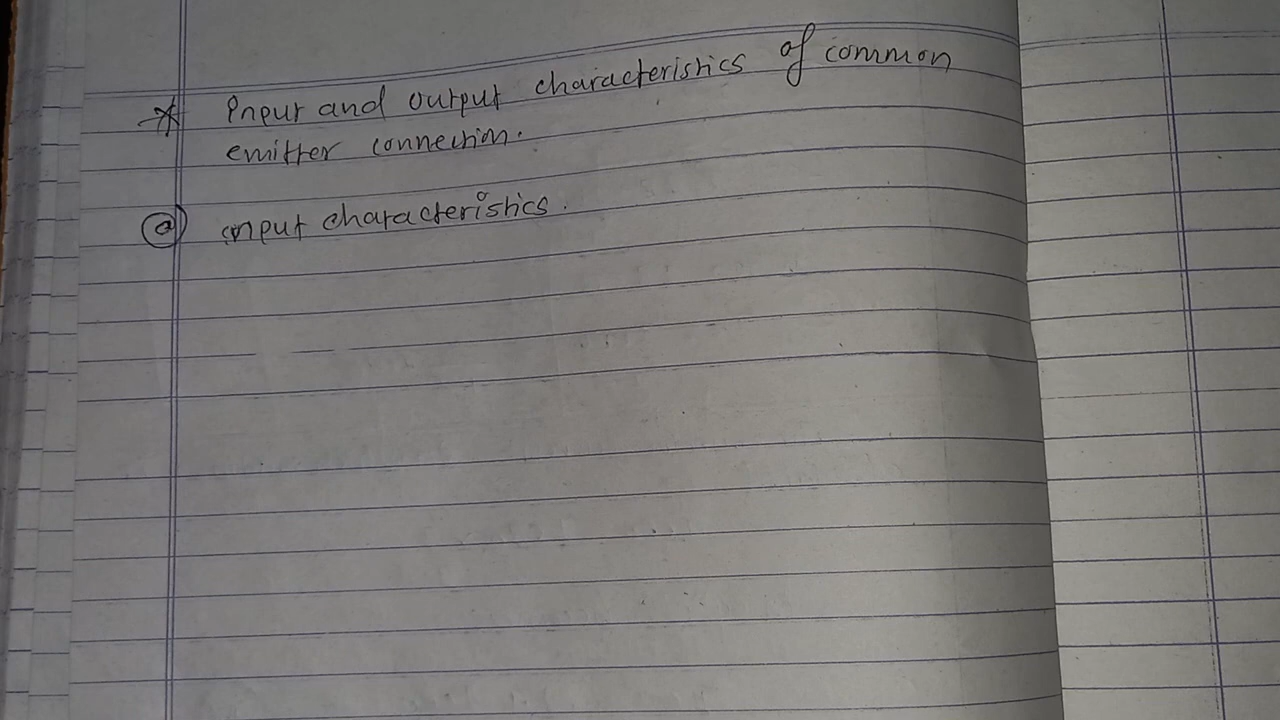 * Input and output characteristics of common
emitter connection.
(a) input characteristics.